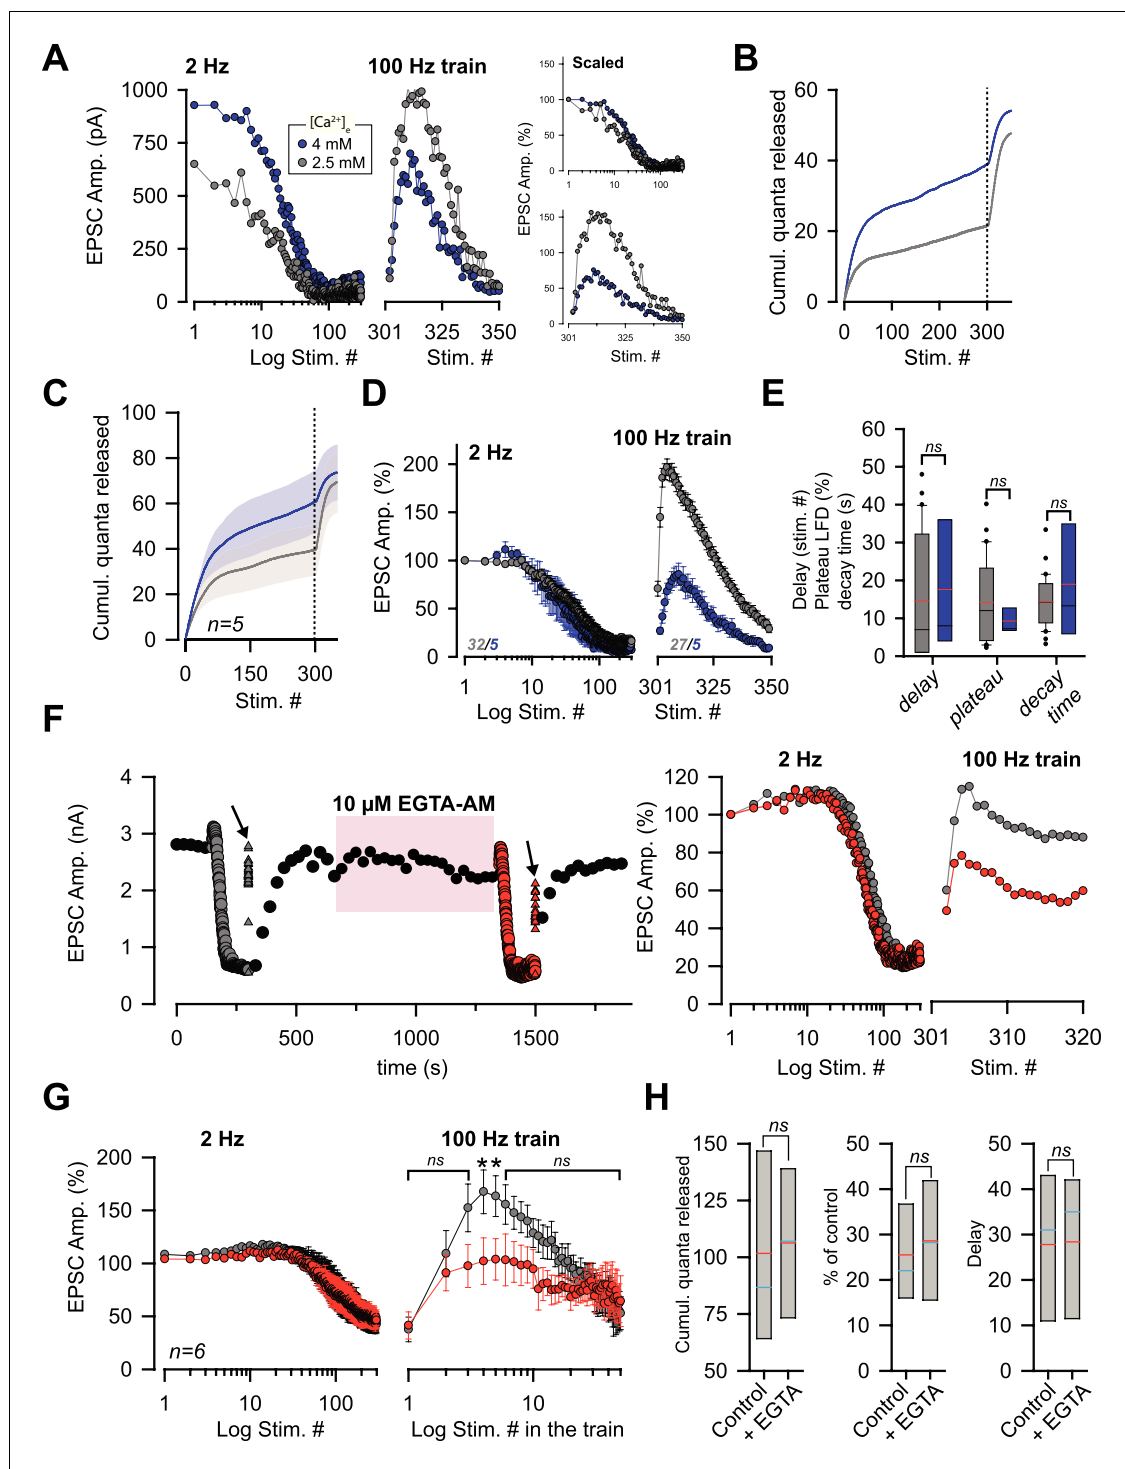 A
2 Hz
100 Hz train
Scaled
1000
750
500
250
0
EPSC Amp. (pA)
[Ca²⁺]e
4 mM
2.5 mM
1
10
100
Log Stim. #
301
325
350
Stim. #
150
100
50
0
1
10
100
EPSC Amp. (%)
150
100
50
0
301
325
350
Stim. #
B
60
40
20
0
Cumul. quanta released
0
100
200
300
Stim. #
C
100
80
60
40
20
0
Cumul. quanta released
n=5
0
150
300
Stim. #
D
2 Hz
100 Hz train
200
150
100
50
0
EPSC Amp. (%)
32/5
27/5
1
10
100
Log Stim. #
301
325
350
Stim. #
E
60
50
40
30
20
10
0
Delay (stim. #)
Plateau LFD (%)
decay time (s)
ns
ns
ns
delay
plateau
decay
time
F
4
3
2
1
0
EPSC Amp. (nA)
10 µM EGTA-AM
0
500
1000
1500
time (s)
2 Hz
100 Hz train
120
100
80
60
40
20
0
EPSC Amp. (%)
1
10
100
Log Stim. #
301
310
320
Stim. #
G
2 Hz
100 Hz train
200
150
100
50
0
EPSC Amp. (%)
n=6
ns
* *
ns
1
10
100
Log Stim. #
1
10
Log Stim. # in the train
H
150
125
100
75
50
Cumul. quanta released
ns
Control
+ EGTA
50
40
30
20
10
0
% of control
ns
Control
+ EGTA
50
40
30
20
10
0
Delay
ns
Control
+ EGTA